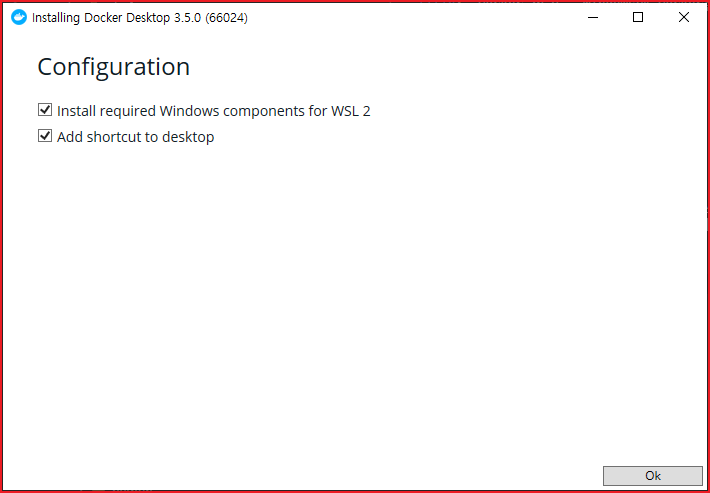 Installing Docker Desktop 3.5.0 (66024)
Configuration
Install required Windows components for WSL 2
Add shortcut to desktop
Ok